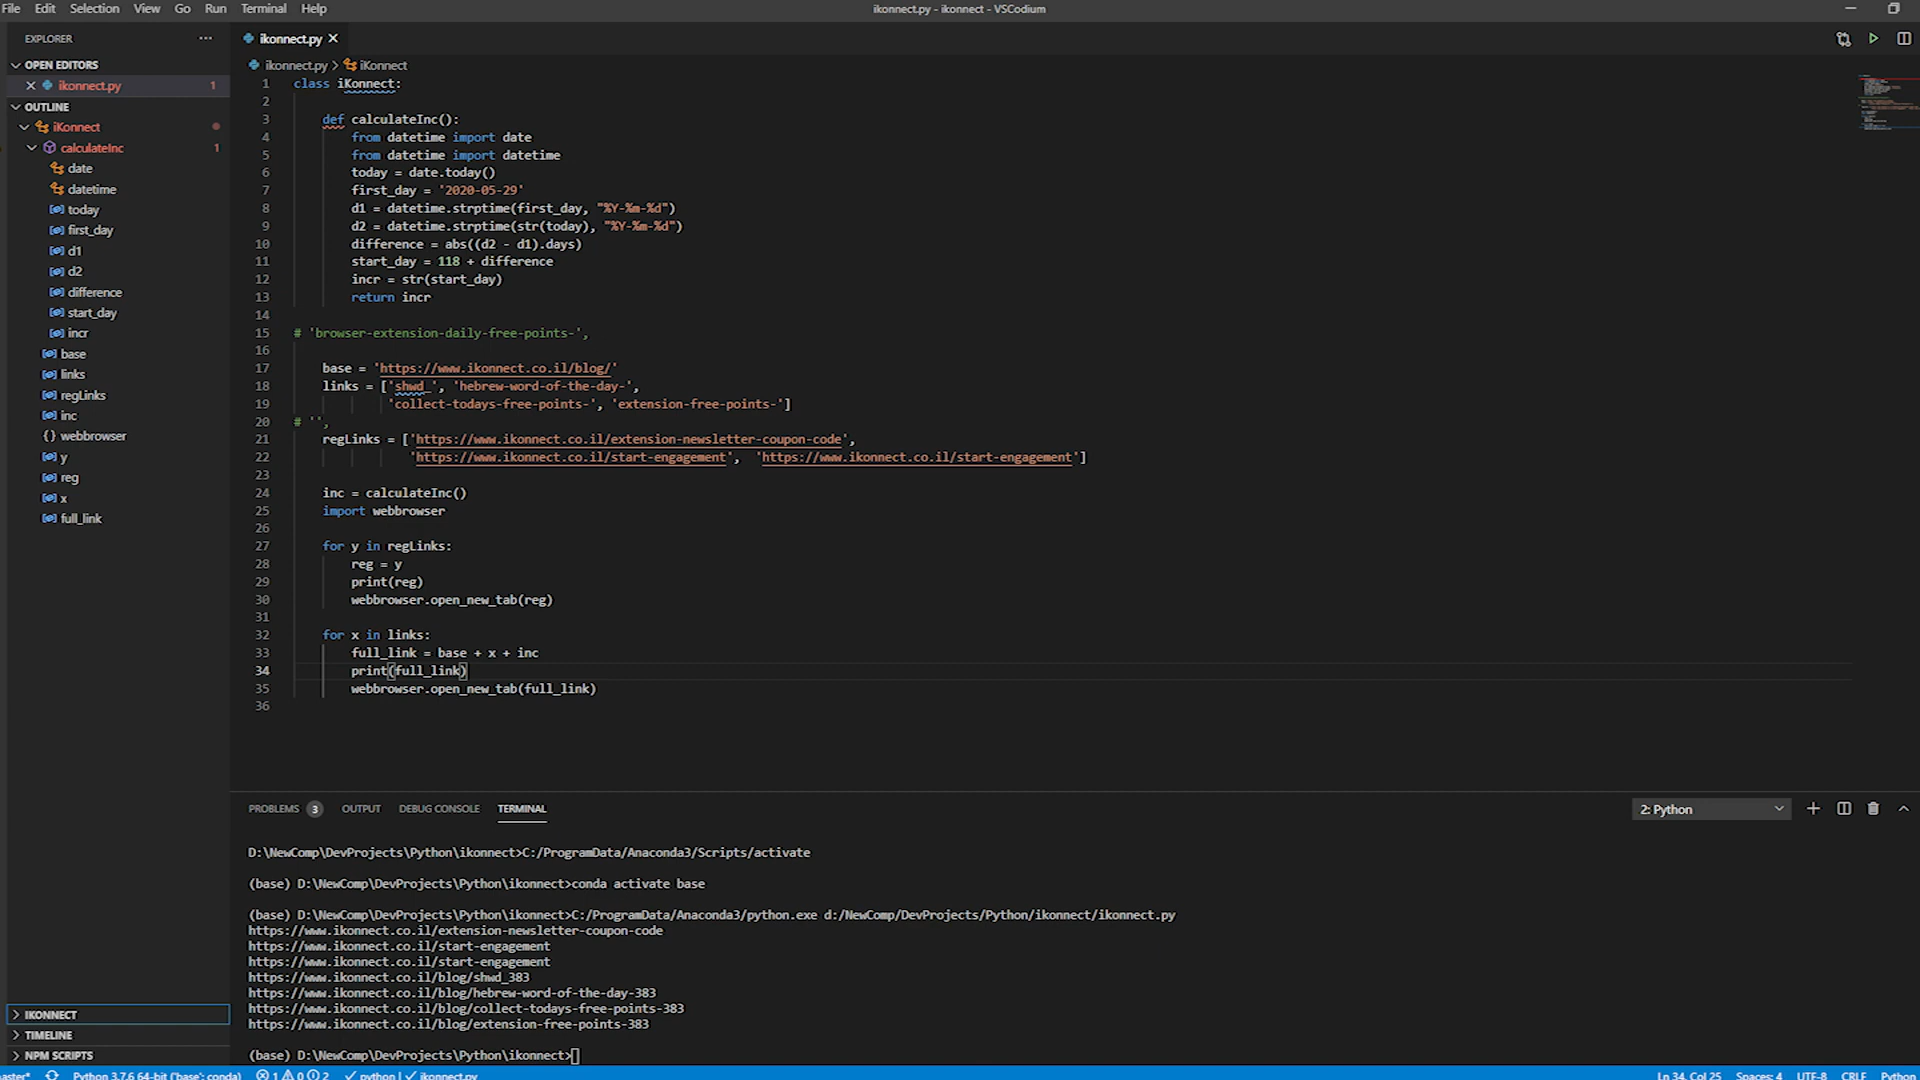 File Edit Selection View Go Run Terminal Help
ikonnect.py - ikonnect - VSCodium
EXPLORER
ikonnect.py
OPEN EDITORS
ikonnect.py 1
OUTLINE
iKonnect
calculateInc 1
date
datetime
today
first_day
d1
d2
difference
start_day
incr
base
links
regLinks
inc
{} webbrowser
y
reg
x
full_link
IKONNECT
TIMELINE
NPM SCRIPTS
ikonnect.py > iKonnect
1 class iKonnect:
2
3 def calculateInc():
4 from datetime import date
5 from datetime import datetime
6 today = date.today()
7 first_day = '2020-05-29'
8 d1 = datetime.strptime(first_day, "%Y-%m-%d")
9 d2 = datetime.strptime(str(today), "%Y-%m-%d")
10 difference = abs((d2 - d1).days)
11 start_day = 118 + difference
12 incr = str(start_day)
13 return incr
14
15 # 'browser-extension-daily-free-points-',
16
17 base = 'https://www.ikonnect.co.il/blog/'
18 links = ['shwd_', 'hebrew-word-of-the-day-',
19 'collect-todays-free-points-', 'extension-free-points-']
20 # '',
21 regLinks = ['https://www.ikonnect.co.il/extension-newsletter-coupon-code',
22 'https://www.ikonnect.co.il/start-engagement', 'https://www.ikonnect.co.il/start-engagement']
23
24 inc = calculateInc()
25 import webbrowser
26
27 for y in regLinks:
28 reg = y
29 print(reg)
30 webbrowser.open_new_tab(reg)
31
32 for x in links:
33 full_link = base + x + inc
34 print(full_link)
35 webbrowser.open_new_tab(full_link)
36
PROBLEMS 3 OUTPUT DEBUG CONSOLE TERMINAL
2: Python
D:\NewComp\DevProjects\Python\ikonnect>C:/ProgramData/Anaconda3/Scripts/activate
(base) D:\NewComp\DevProjects\Python\ikonnect>conda activate base
(base) D:\NewComp\DevProjects\Python\ikonnect>C:/ProgramData/Anaconda3/python.exe d:/NewComp/DevProjects/Python/ikonnect/ikonnect.py
https://www.ikonnect.co.il/extension-newsletter-coupon-code
https://www.ikonnect.co.il/start-engagement
https://www.ikonnect.co.il/start-engagement
https://www.ikonnect.co.il/blog/shwd_383
https://www.ikonnect.co.il/blog/hebrew-word-of-the-day-383
https://www.ikonnect.co.il/blog/collect-todays-free-points-383
https://www.ikonnect.co.il/blog/extension-free-points-383
(base) D:\NewComp\DevProjects\Python\ikonnect>
Python 3.7.6 64-bit ('base': conda) 1 0 2 python | ikonnect.py Ln 34, Col 25 Spaces: 4 UTF-8 CRLF Python